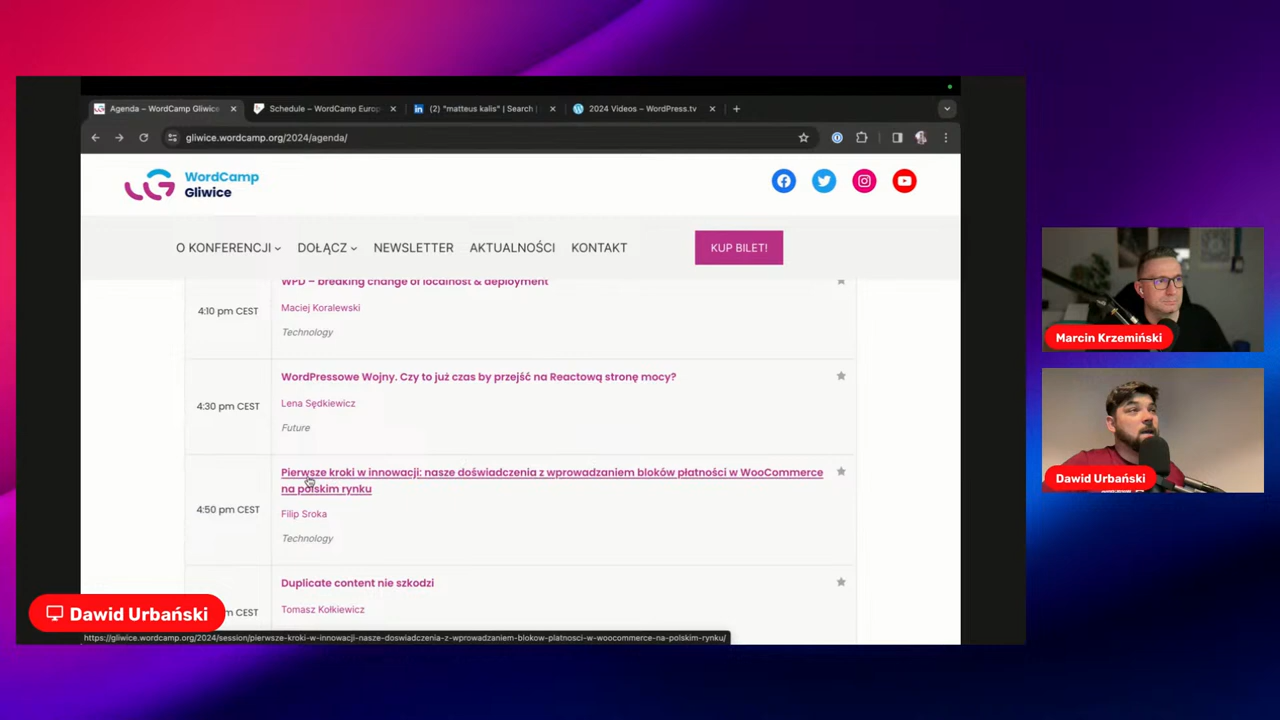 Agenda – WordCamp Gliwice
Schedule – WordCamp Europ
(2) "matteus kalis" | Search |
2024 Videos – WordPress.tv
gliwice.wordcamp.org/2024/agenda/
WordCamp
Gliwice
O KONFERENCJI
DOŁĄCZ
NEWSLETTER
AKTUALNOŚCI
KONTAKT
KUP BILET!
WPD – breaking change of localhost & deployment
4:10 pm CEST
Maciej Koralewski
Technology
WordPressowe Wojny. Czy to już czas by przejść na Reactową stronę mocy?
4:30 pm CEST
Lena Sędkiewicz
Future
Pierwsze kroki w innowacji: nasze doświadczenia z wprowadzaniem bloków płatności w WooCommerce
na polskim rynku
4:50 pm CEST
Filip Sroka
Technology
Duplicate content nie szkodzi
m CEST
Tomasz Kołkiewicz
https://gliwice.wordcamp.org/2024/session/pierwsze-kroki-w-innowacji-nasze-doswiadczenia-z-wprowadzaniem-blokow-platnosci-w-woocommerce-na-polskim-rynku/
Dawid Urbański
Marcin Krzemiński
Dawid Urbański